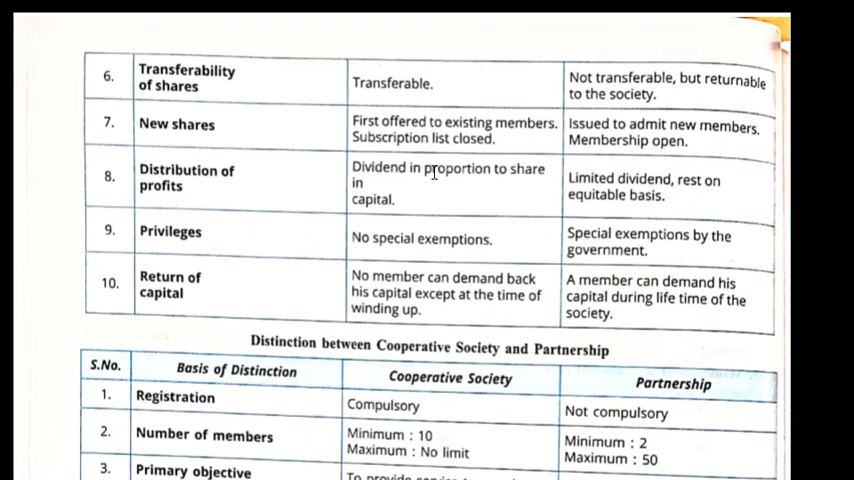 6. Transferability of shares Transferable. Not transferable, but returnable to the society.
7. New shares First offered to existing members. Subscription list closed. Issued to admit new members. Membership open.
8. Distribution of profits Dividend in proportion to share in capital. Limited dividend, rest on equitable basis.
9. Privileges No special exemptions. Special exemptions by the government.
10. Return of capital No member can demand back his capital except at the time of winding up. A member can demand his capital during life time of the society.
Distinction between Cooperative Society and Partnership
S.No. Basis of Distinction Cooperative Society Partnership
1. Registration Compulsory Not compulsory
2. Number of members Minimum : 10 Maximum : No limit Minimum : 2 Maximum : 50
3. Primary objective To provide